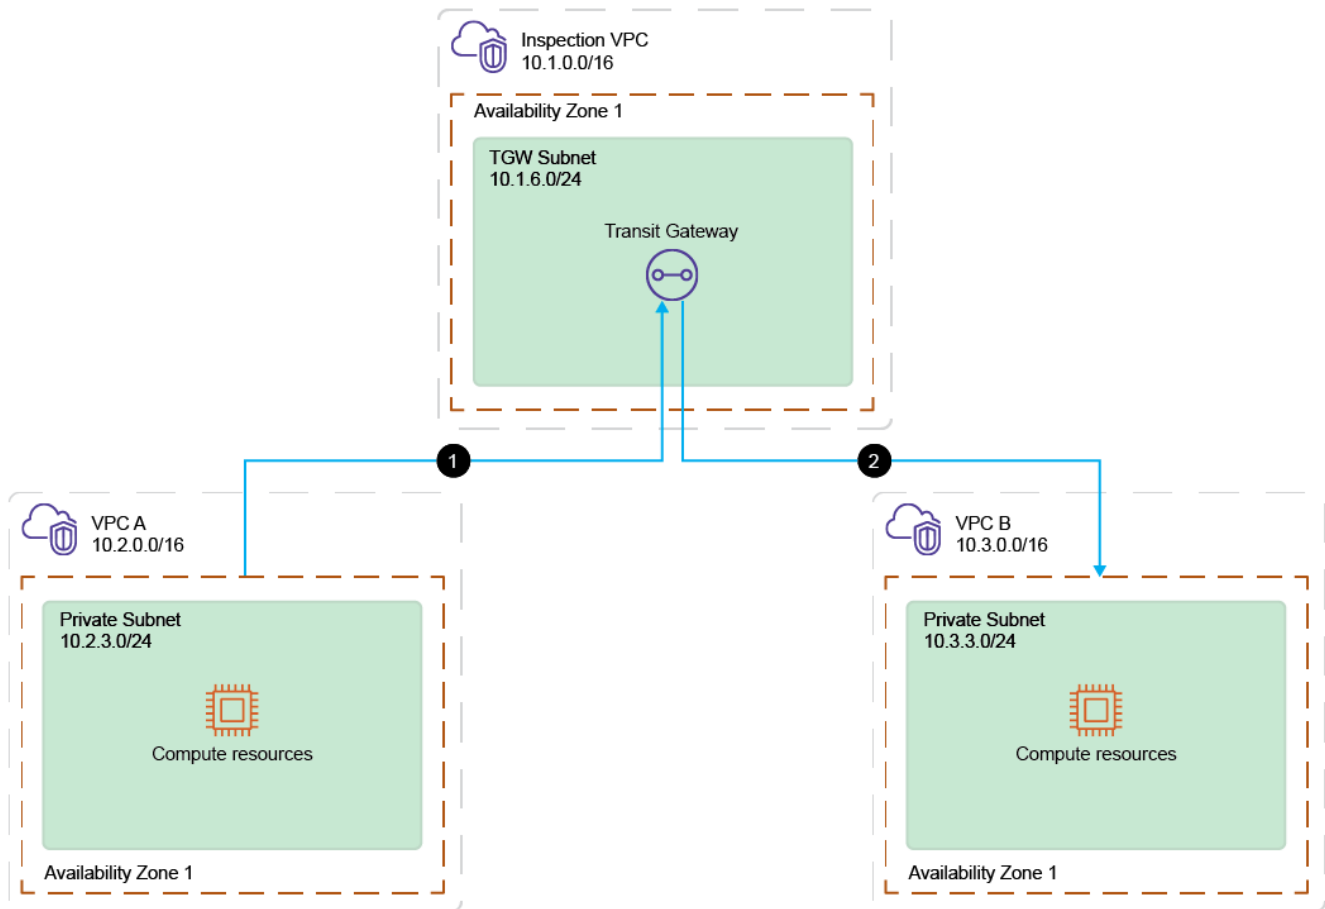 Inspection VPC
10.1.0.0/16
Availability Zone 1
TGW Subnet
10.1.6.0/24
Transit Gateway
1
2
VPC A
10.2.0.0/16
Private Subnet
10.2.3.0/24
Compute resources
Availability Zone 1
VPC B
10.3.0.0/16
Private Subnet
10.3.3.0/24
Compute resources
Availability Zone 1